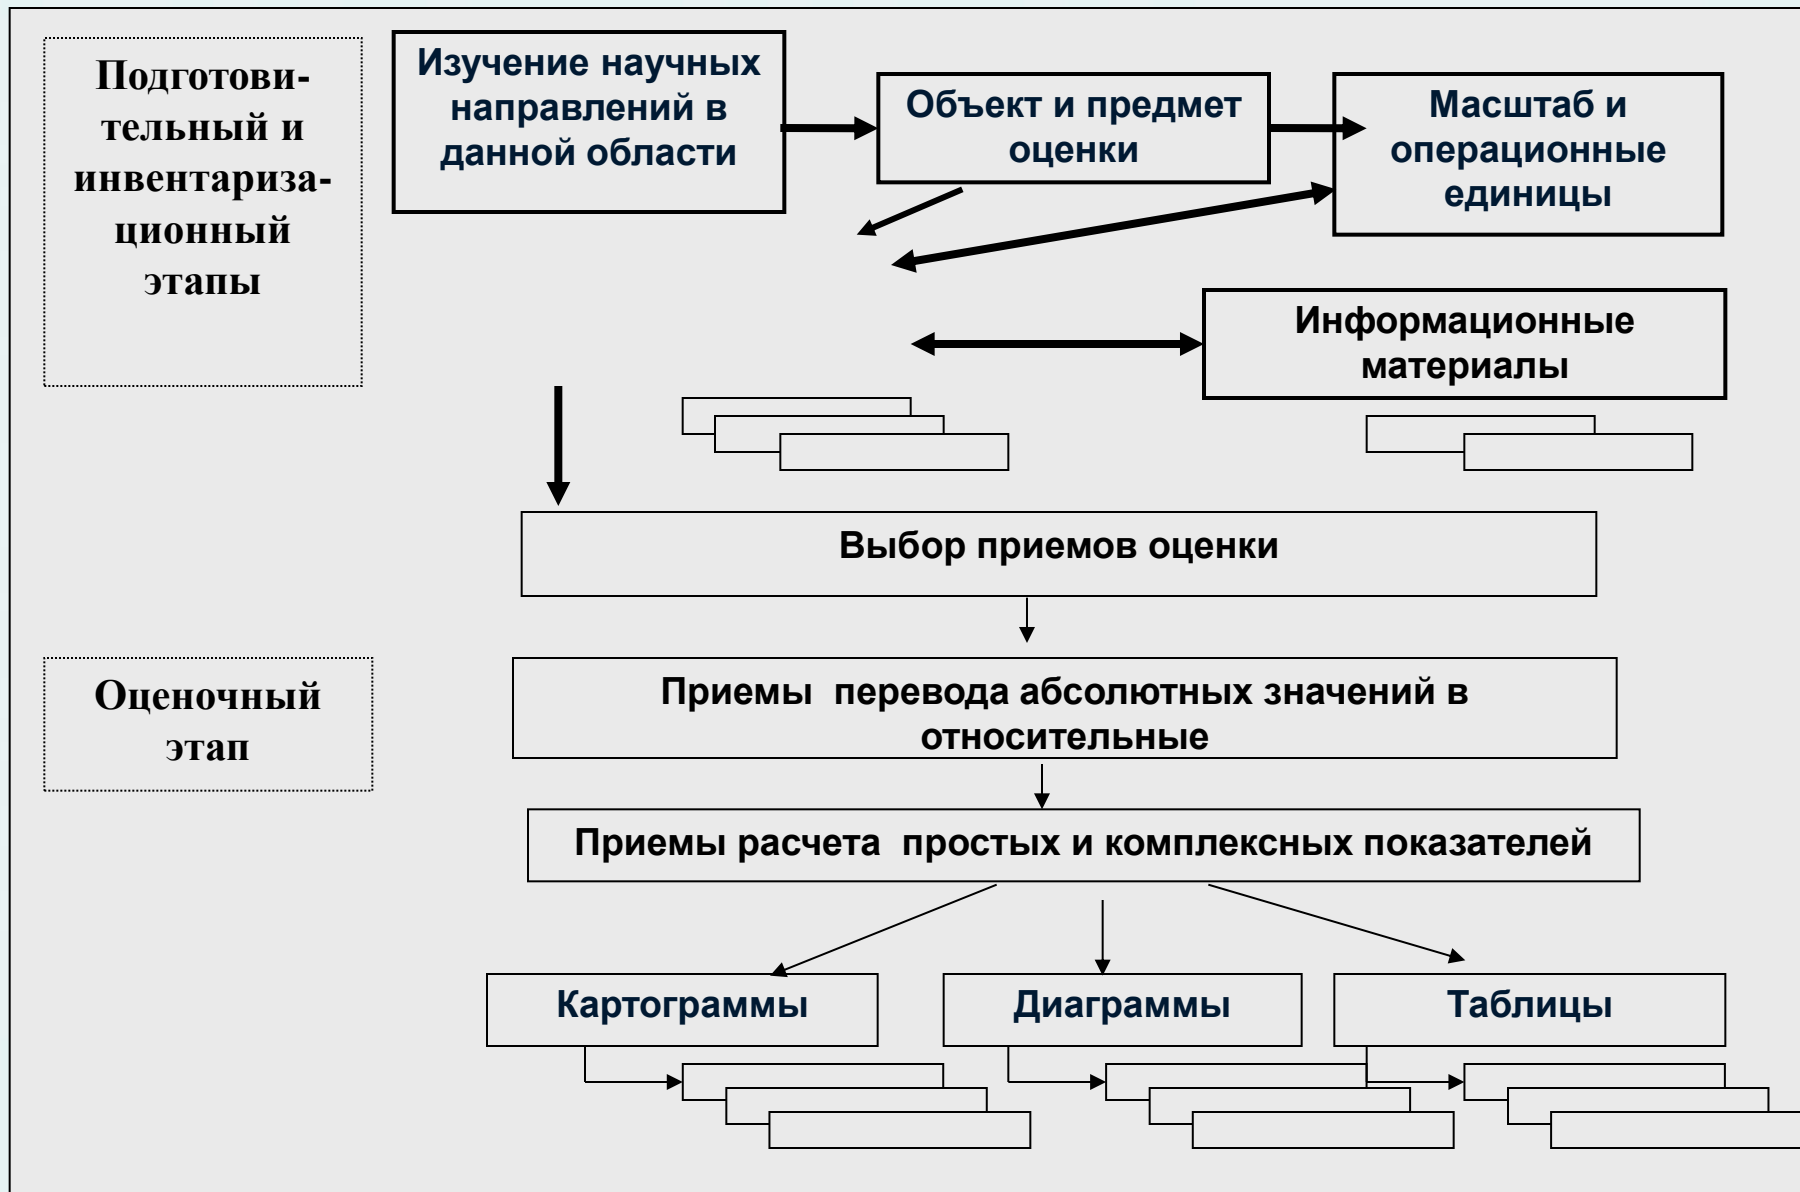 Подготови-
тельный и
инвентариза-
ционный
этапы
Изучение научных
направлений в
данной области
Объект и предмет
оценки
Масштаб и
операционные
единицы
Информационные
материалы
Выбор приемов оценки
Оценочный
этап
Приемы перевода абсолютных значений в
относительные
Приемы расчета простых и комплексных показателей
Картограммы
Диаграммы
Таблицы